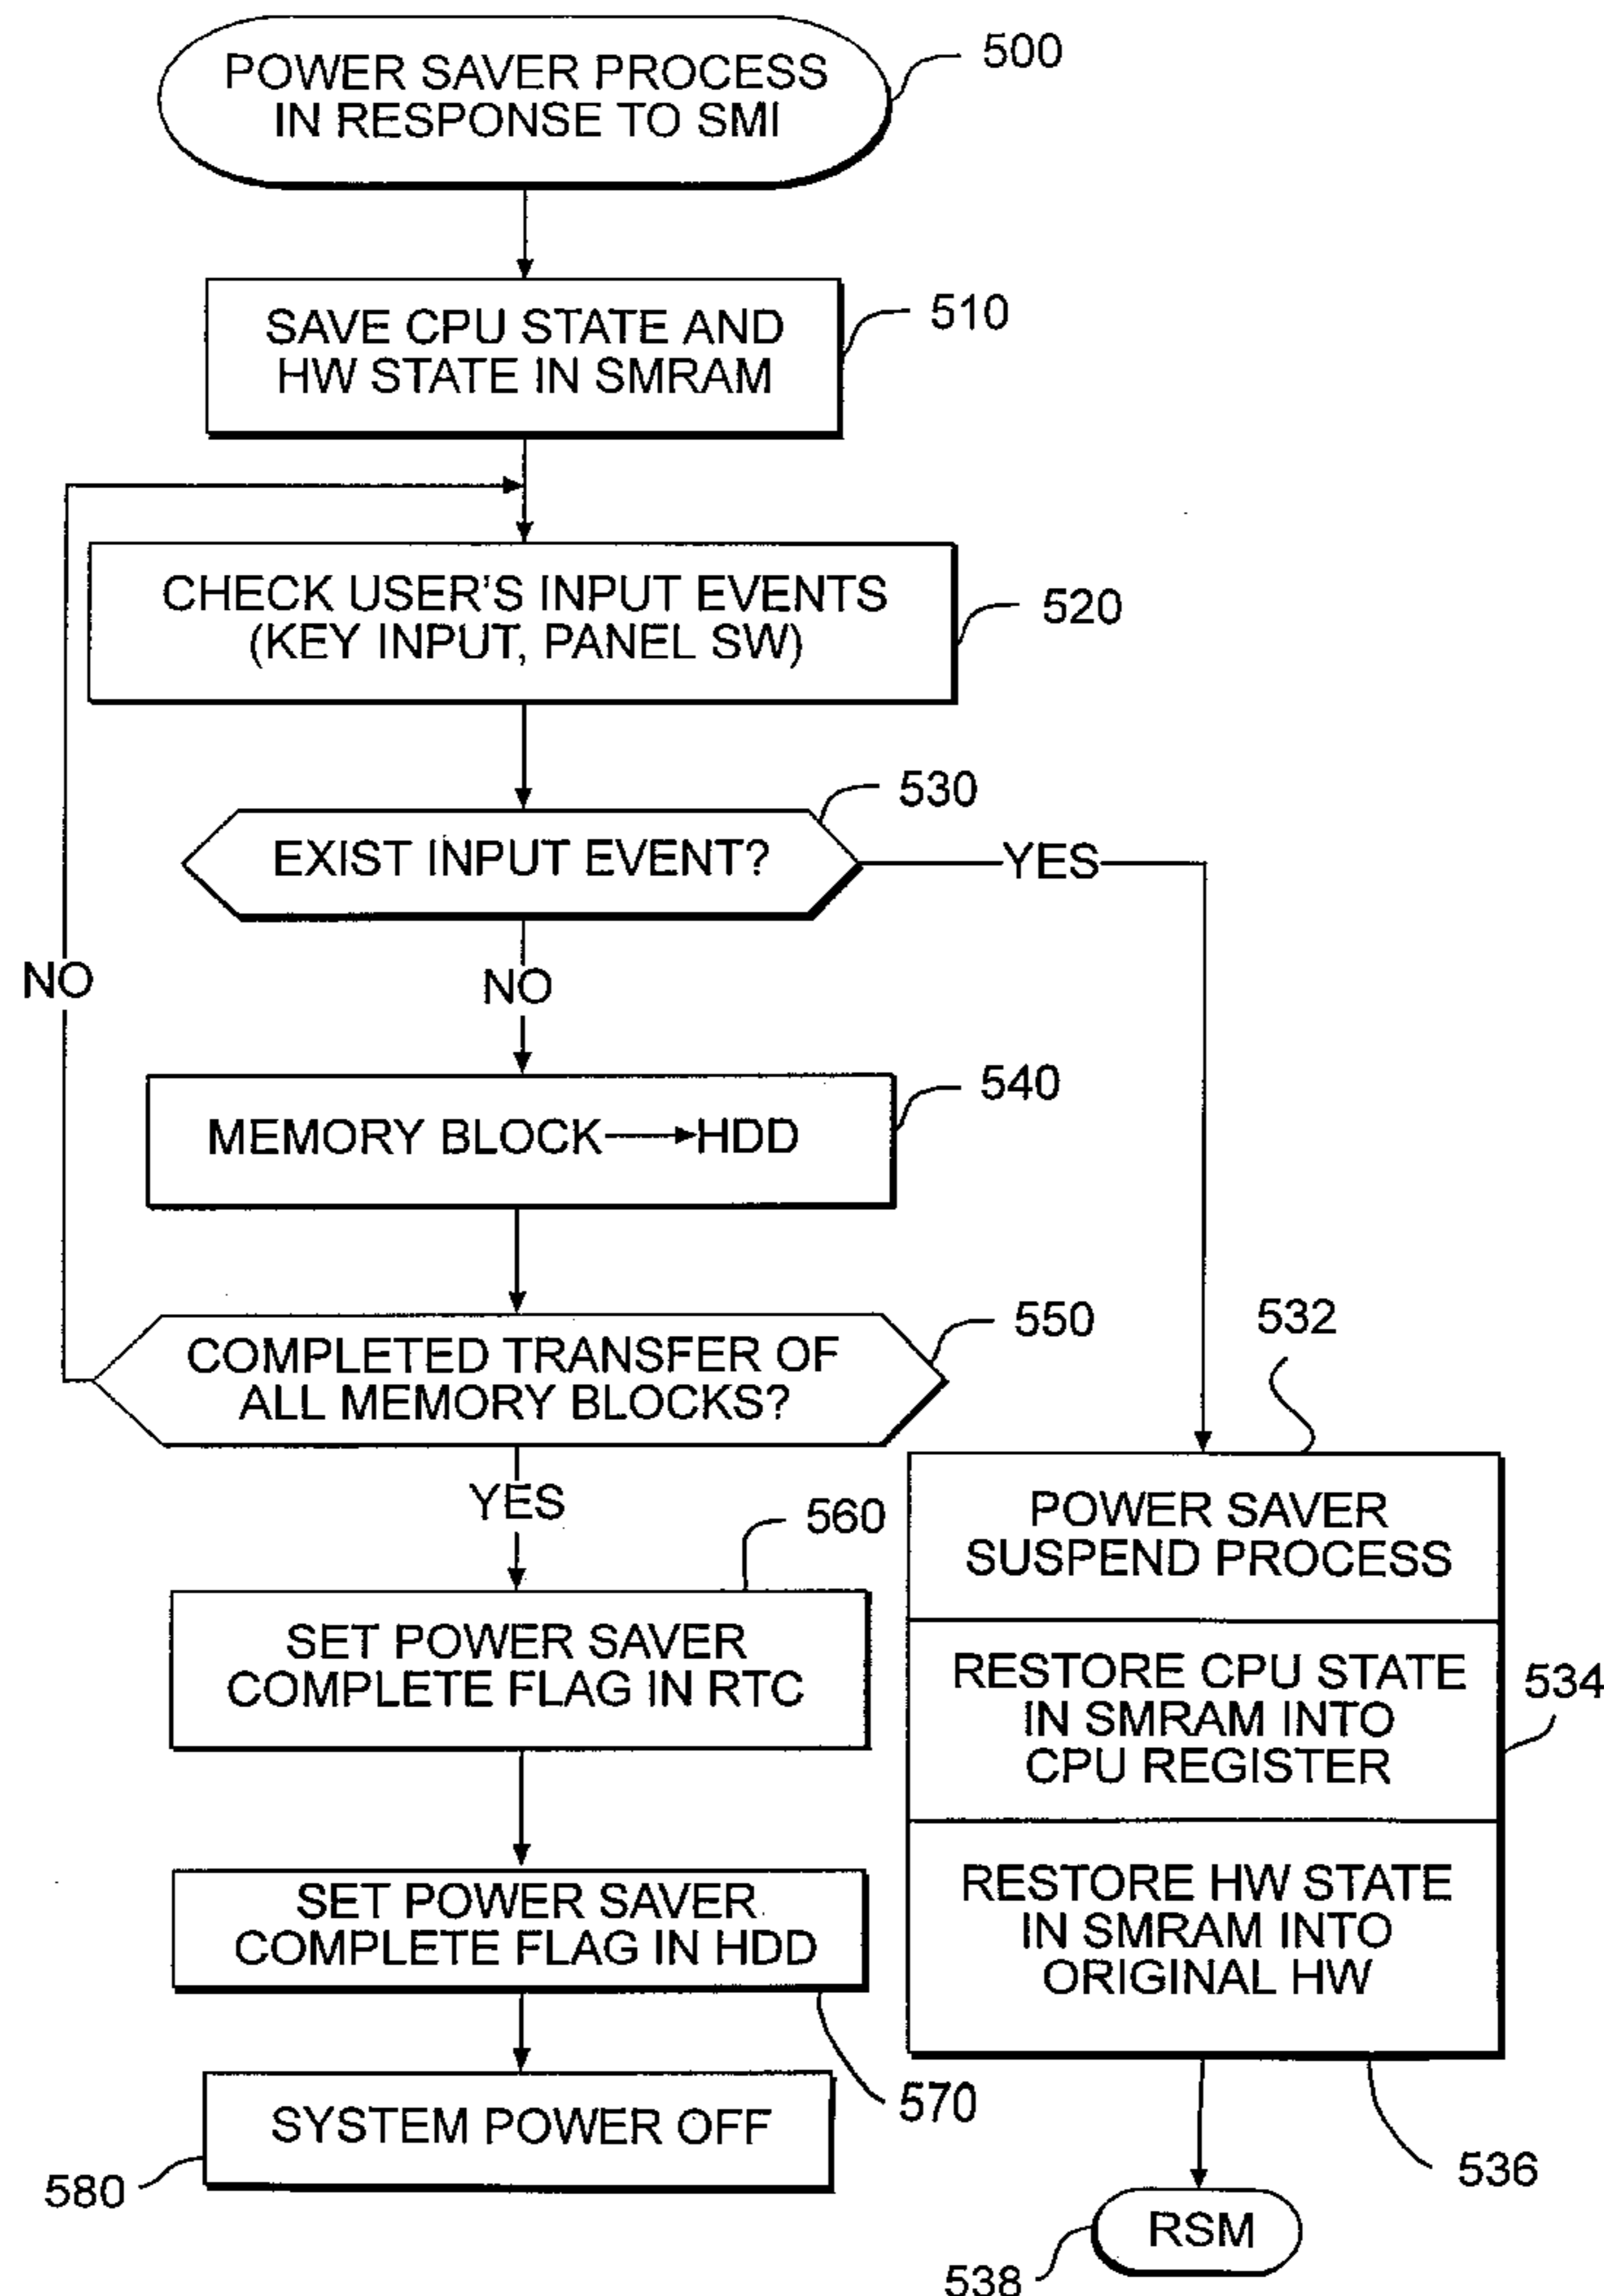 POWER SAVER PROCESS
IN RESPONSE TO SMI
500
SAVE CPU STATE AND
HW STATE IN SMRAM
510
CHECK USER'S INPUT EVENTS
(KEY INPUT, PANEL SW)
520
530
EXIST INPUT EVENT?
YES
NO
NO
540
MEMORY BLOCK→HDD
550
COMPLETED TRANSFER OF
ALL MEMORY BLOCKS?
YES
532
POWER SAVER
SUSPEND PROCESS
560
SET POWER SAVER
COMPLETE FLAG IN RTC
RESTORE CPU STATE
IN SMRAM INTO
CPU REGISTER
534
SET POWER SAVER
COMPLETE FLAG IN HDD
570
RESTORE HW STATE
IN SMRAM INTO
ORIGINAL HW
536
SYSTEM POWER OFF
580
RSM
538